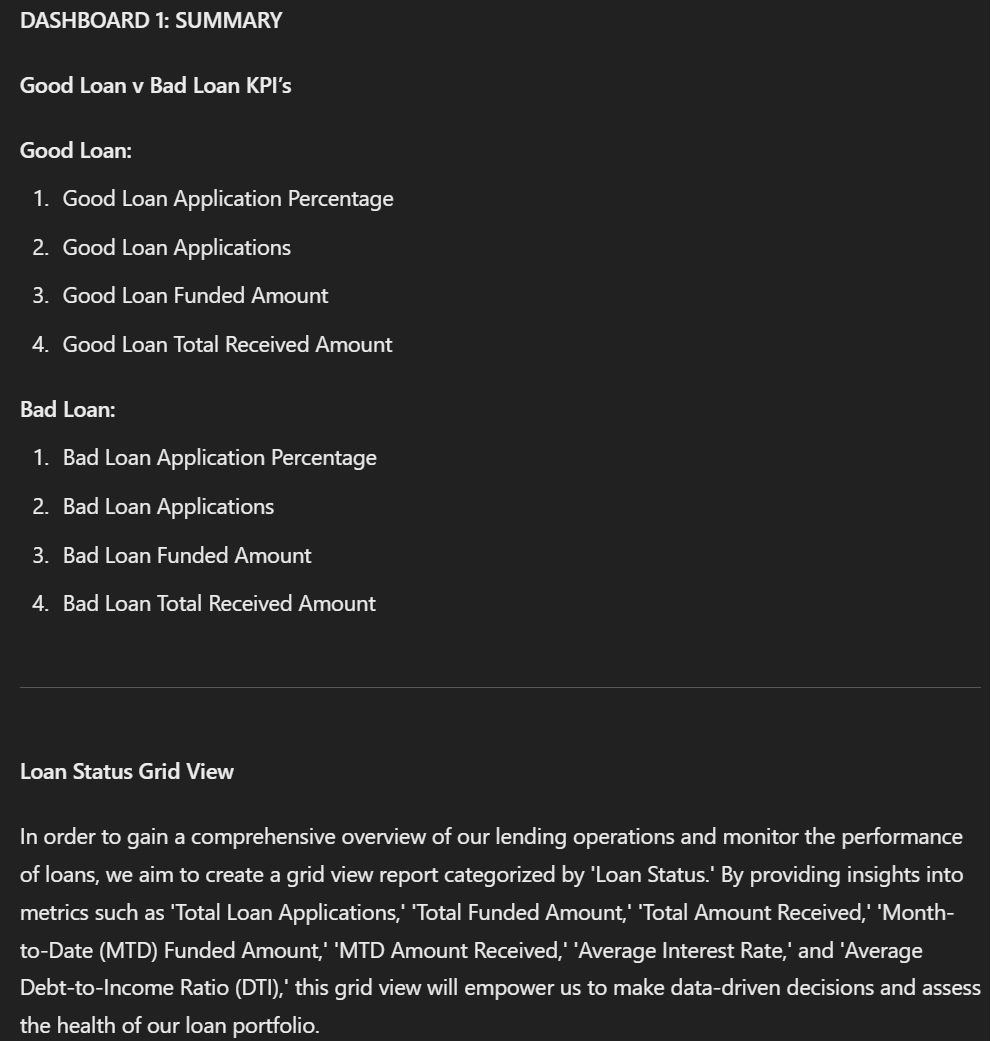 DASHBOARD 1: SUMMARY
Good Loan v Bad Loan KPI’s
Good Loan:
1. Good Loan Application Percentage
2. Good Loan Applications
3. Good Loan Funded Amount
4. Good Loan Total Received Amount
Bad Loan:
1. Bad Loan Application Percentage
2. Bad Loan Applications
3. Bad Loan Funded Amount
4. Bad Loan Total Received Amount
Loan Status Grid View
In order to gain a comprehensive overview of our lending operations and monitor the performance
of loans, we aim to create a grid view report categorized by 'Loan Status.' By providing insights into
metrics such as 'Total Loan Applications,' 'Total Funded Amount,' 'Total Amount Received,' 'Month-
to-Date (MTD) Funded Amount,' 'MTD Amount Received,' 'Average Interest Rate,' and 'Average
Debt-to-Income Ratio (DTI),' this grid view will empower us to make data-driven decisions and assess
the health of our loan portfolio.